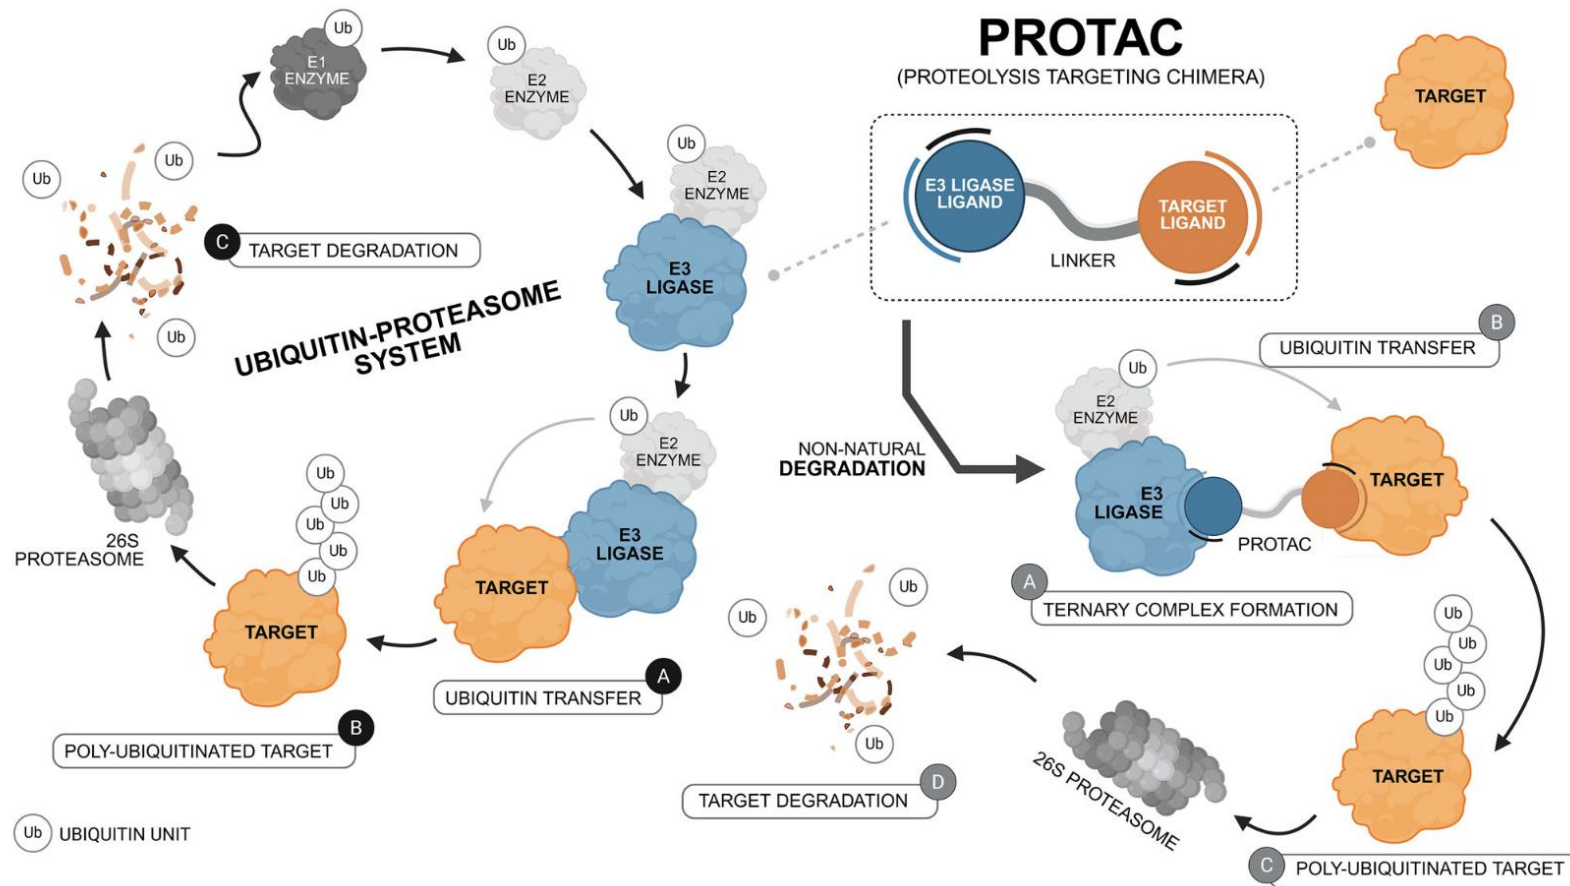 PROTAC
(PROTEOLYSIS TARGETING CHIMERA)
Ub
E1
ENZYME
Ub
E2
ENZYME
Ub
E2
ENZYME
E3
LIGASE
Ub
Ub
Ub
C
TARGET DEGRADATION
UBIQUITIN-PROTEASOME
SYSTEM
26S
PROTEASOME
Ub
Ub
Ub
Ub
Ub
TARGET
B
POLY-UBIQUITINATED TARGET
Ub
E2
ENZYME
E3
LIGASE
TARGET
A
UBIQUITIN TRANSFER
Ub
UBIQUITIN UNIT
E3 LIGASE
LIGAND
LINKER
TARGET
LIGAND
TARGET
NON-NATURAL
DEGRADATION
B
UBIQUITIN TRANSFER
Ub
E2
ENZYME
E3
LIGASE
PROTAC
TARGET
A
TERNARY COMPLEX FORMATION
Ub
Ub
Ub
Ub
Ub
TARGET
C
POLY-UBIQUITINATED TARGET
26S PROTEASOME
Ub
Ub
Ub
D
TARGET DEGRADATION